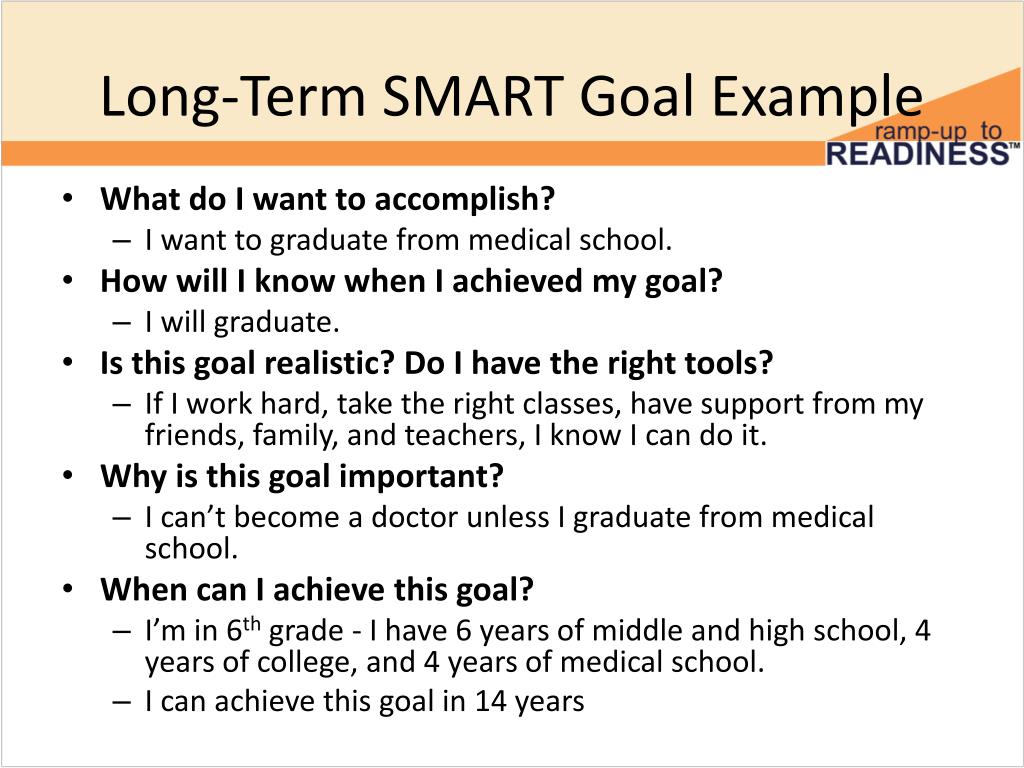 Long-Term SMART Goal Example
ramp-up to
READINESS™
• What do I want to accomplish?
– I want to graduate from medical school.
• How will I know when I achieved my goal?
– I will graduate.
• Is this goal realistic? Do I have the right tools?
– If I work hard, take the right classes, have support from my
friends, family, and teachers, I know I can do it.
• Why is this goal important?
– I can’t become a doctor unless I graduate from medical
school.
• When can I achieve this goal?
– I’m in 6th grade - I have 6 years of middle and high school, 4
years of college, and 4 years of medical school.
– I can achieve this goal in 14 years